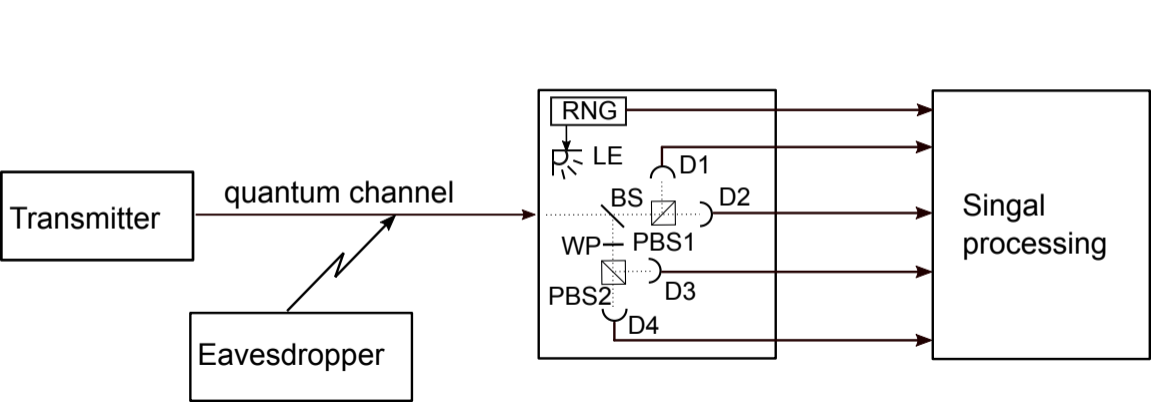 RNG
LE
D1
quantum channel
BS
D2
Transmitter
Singal
processing
WP
PBS1
PBS2
D3
D4
Eavesdropper